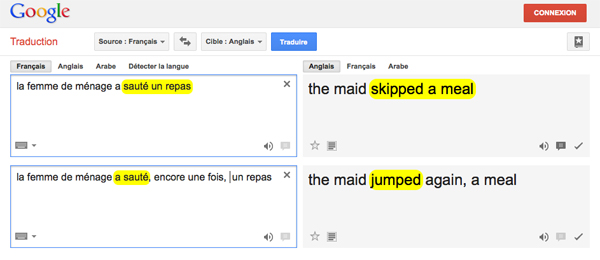 Google
CONNEXION
Traduction Source : Français Cible : Anglais Traduire
Français Anglais Arabe Détecter la langue Anglais Français Arabe
la femme de ménage a sauté un repas
the maid skipped a meal
la femme de ménage a sauté, encore une fois, un repas
the maid jumped again, a meal